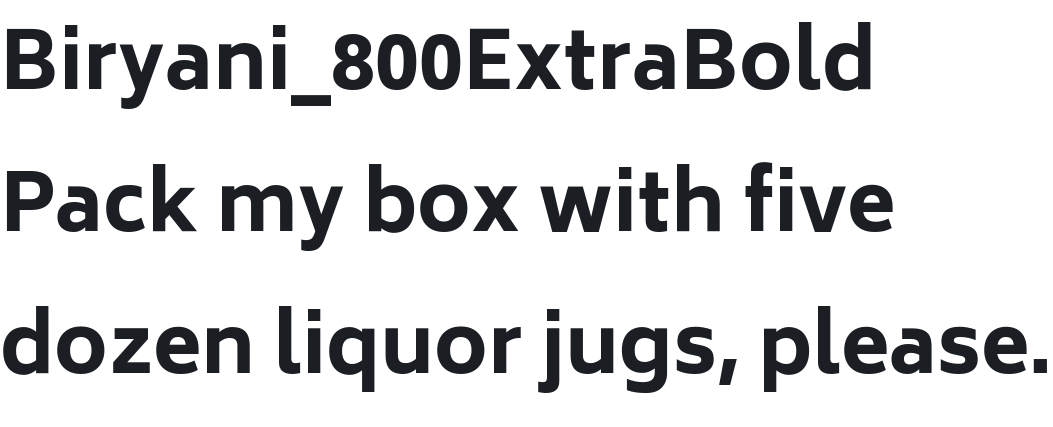 Biryani_800ExtraBold
Pack my box with five
dozen liquor jugs, please.